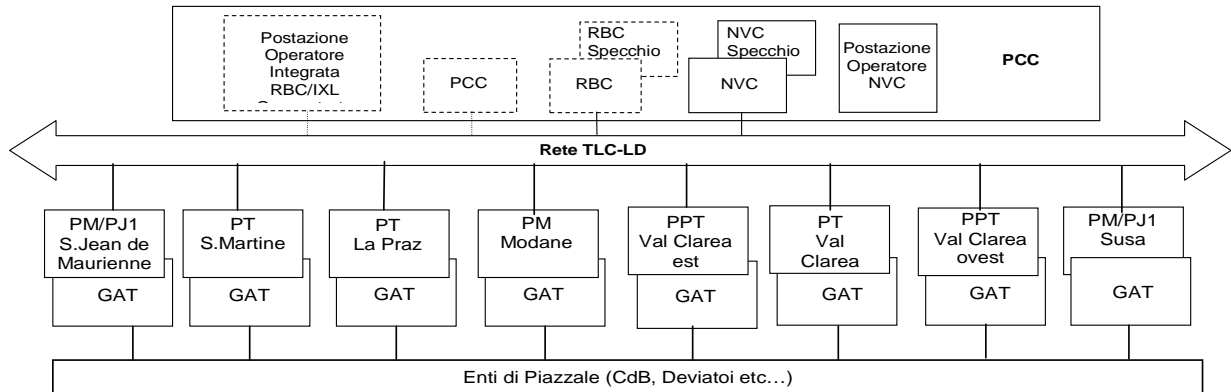 Postazione
Operatore
Integrata
RBC/IXL
PCC
RBC
Specchio
RBC
NVC
Specchio
NVC
Postazione
Operatore
NVC
PCC
Rete TLC-LD
PM/PJ1
S.Jean de
Maurienne
GAT
PT
S.Martine
GAT
PT
La Praz
GAT
PM
Modane
GAT
PPT
Val Clarea
est
GAT
PT
Val
Clarea
GAT
PPT
Val Clarea
ovest
GAT
PM/PJ1
Susa
GAT
Enti di Piazzale (CdB, Deviatoi etc…)